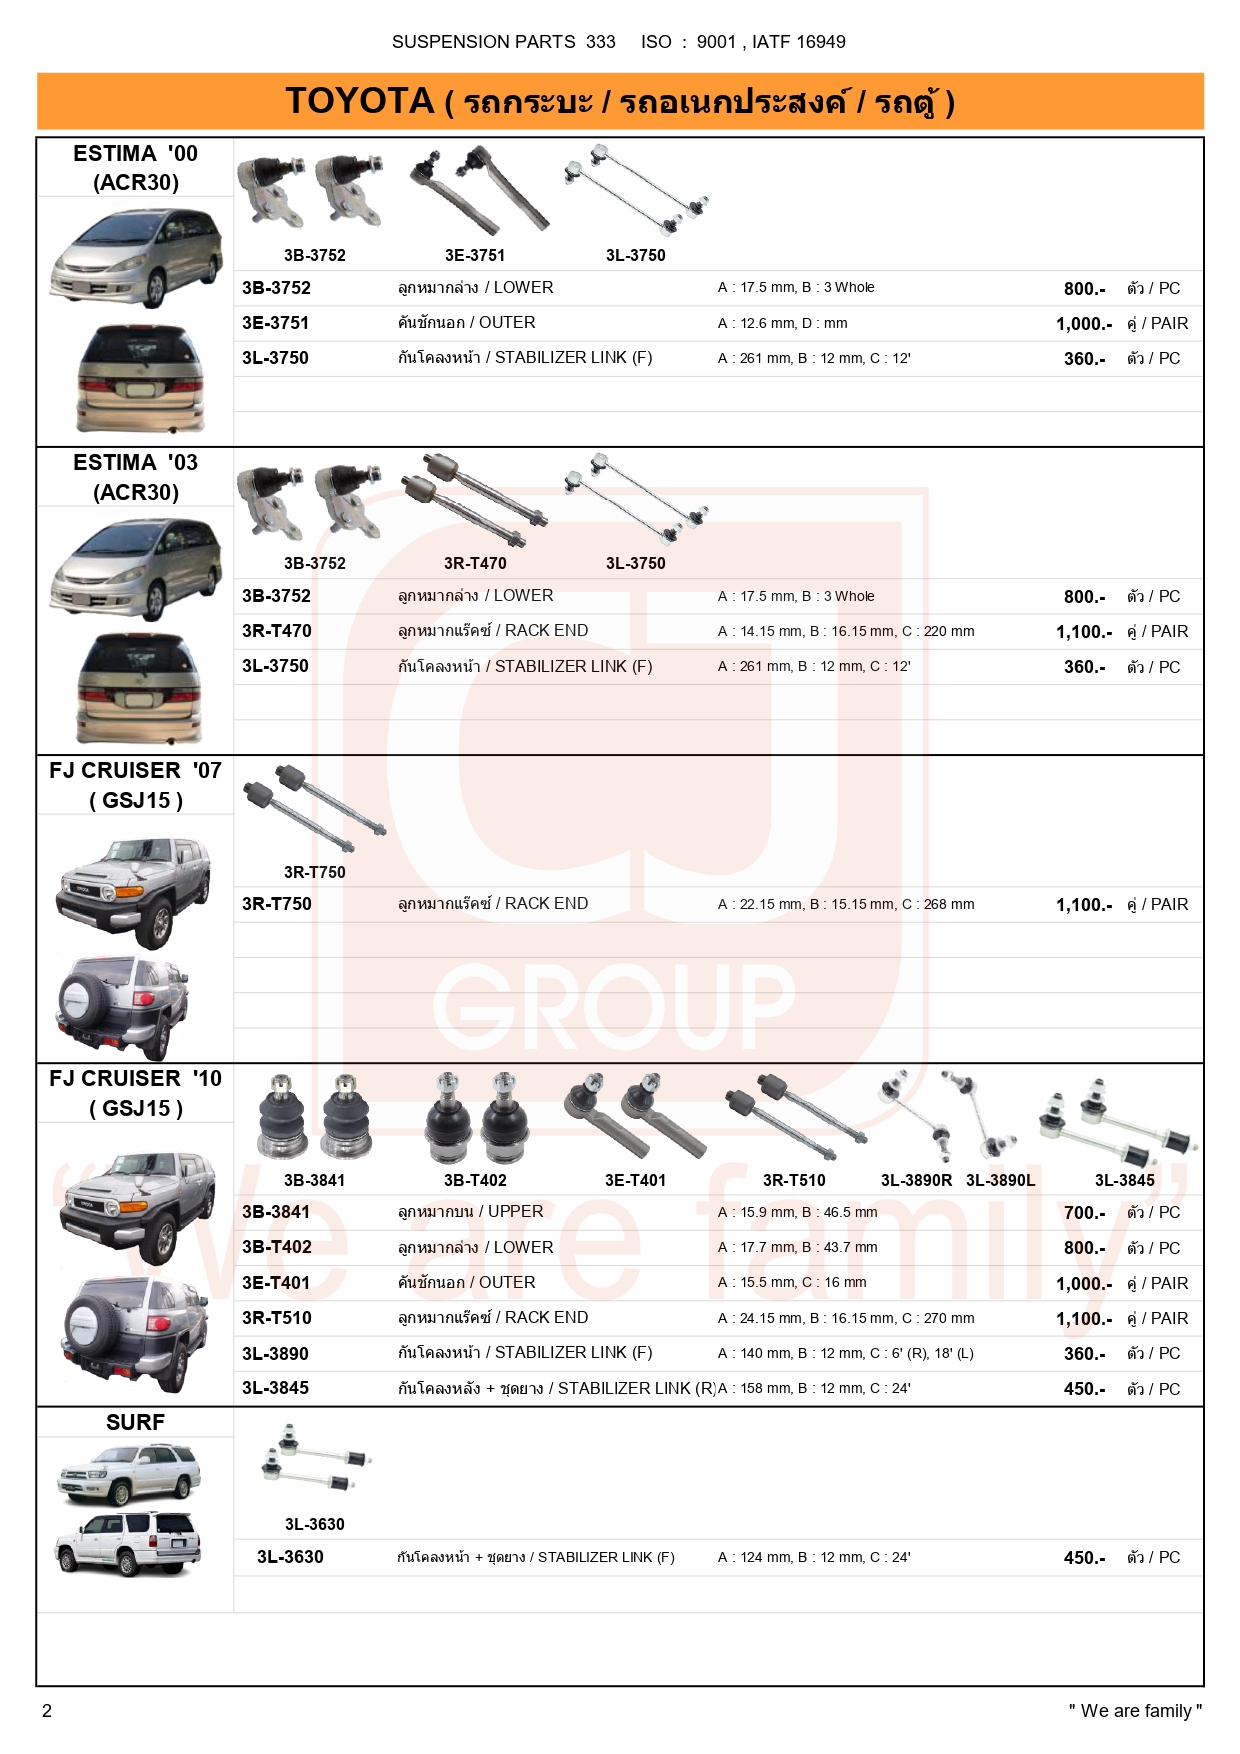 SUSPENSION PARTS 333 ISO : 9001 , IATF 16949
TOYOTA ( รถกระบะ / รถอเนกประสงค์ / รถตู้ )
ESTIMA '00
(ACR30)
3B-3752 3E-3751 3L-3750
3B-3752 ลูกหมากล่าง / LOWER A : 17.5 mm, B : 3 Whole 800.- ตัว / PC
3E-3751 คันชักนอก / OUTER A : 12.6 mm, D : mm 1,000.- คู่ / PAIR
3L-3750 กันโคลงหน้า / STABILIZER LINK (F) A : 261 mm, B : 12 mm, C : 12' 360.- ตัว / PC
ESTIMA '03
(ACR30)
3B-3752 3R-T470 3L-3750
3B-3752 ลูกหมากล่าง / LOWER A : 17.5 mm, B : 3 Whole 800.- ตัว / PC
3R-T470 ลูกหมากแร็คซ์ / RACK END A : 14.15 mm, B : 16.15 mm, C : 220 mm 1,100.- คู่ / PAIR
3L-3750 กันโคลงหน้า / STABILIZER LINK (F) A : 261 mm, B : 12 mm, C : 12' 360.- ตัว / PC
FJ CRUISER '07
( GSJ15 )
3R-T750
3R-T750 ลูกหมากแร็คซ์ / RACK END A : 22.15 mm, B : 15.15 mm, C : 268 mm 1,100.- คู่ / PAIR
CJ
GROUP
FJ CRUISER '10
( GSJ15 )
3B-3841 3B-T402 3E-T401 3R-T510 3L-3890R 3L-3890L 3L-3845
3B-3841 ลูกหมากบน / UPPER A : 15.9 mm, B : 46.5 mm 700.- ตัว / PC
3B-T402 ลูกหมากล่าง / LOWER A : 17.7 mm, B : 43.7 mm 800.- ตัว / PC
“We are family”
3E-T401 คันชักนอก / OUTER A : 15.5 mm, C : 16 mm 1,000.- คู่ / PAIR
3R-T510 ลูกหมากแร็คซ์ / RACK END A : 24.15 mm, B : 16.15 mm, C : 270 mm 1,100.- คู่ / PAIR
3L-3890 กันโคลงหน้า / STABILIZER LINK (F) A : 140 mm, B : 12 mm, C : 6' (R), 18' (L) 360.- ตัว / PC
3L-3845 กันโคลงหลัง + ชุดยาง / STABILIZER LINK (R) A : 158 mm, B : 12 mm, C : 24' 450.- ตัว / PC
SURF
3L-3630
3L-3630 กันโคลงหน้า + ชุดยาง / STABILIZER LINK (F) A : 124 mm, B : 12 mm, C : 24' 450.- ตัว / PC
2 " We are family "